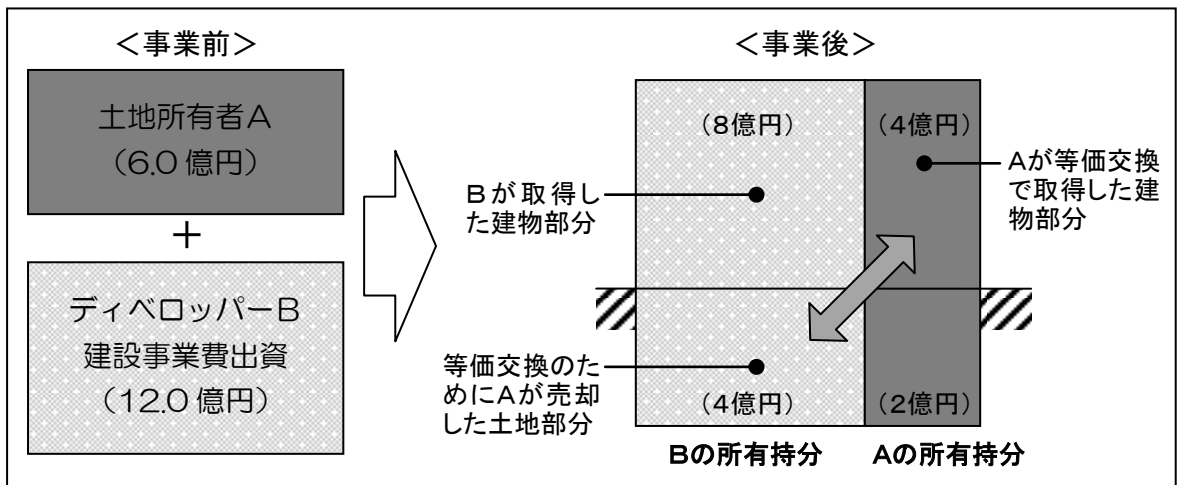 ＜事業前＞
土地所有者Ａ
（6.0 億円）
＋
ディベロッパーＢ
建設事業費出資
（12.0 億円）
＜事業後＞
（8億円）
（4億円）
Ｂが取得し
た建物部分
Ａが等価交換
で取得した建
物部分
等価交換のた
めにＡが売却
した土地部分
（4億円）
（2億円）
Ｂの所有持分
Ａの所有持分